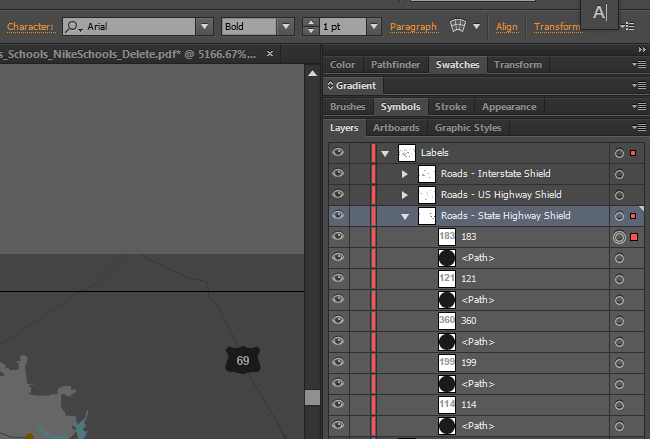 A
Character: Arial Bold 1 pt Paragraph Align Transform
s_Schools_NikeSchools_Delete.pdf* @ 5166.67%...
Color Pathfinder Swatches Transform
Gradient
Brushes Symbols Stroke Appearance
Layers Artboards Graphic Styles
Labels
Roads - Interstate Shield
Roads - US Highway Shield
Roads - State Highway Shield
183 183
<Path>
121 121
<Path>
360 360
<Path>
199 199
<Path>
114 114
<Path>
69